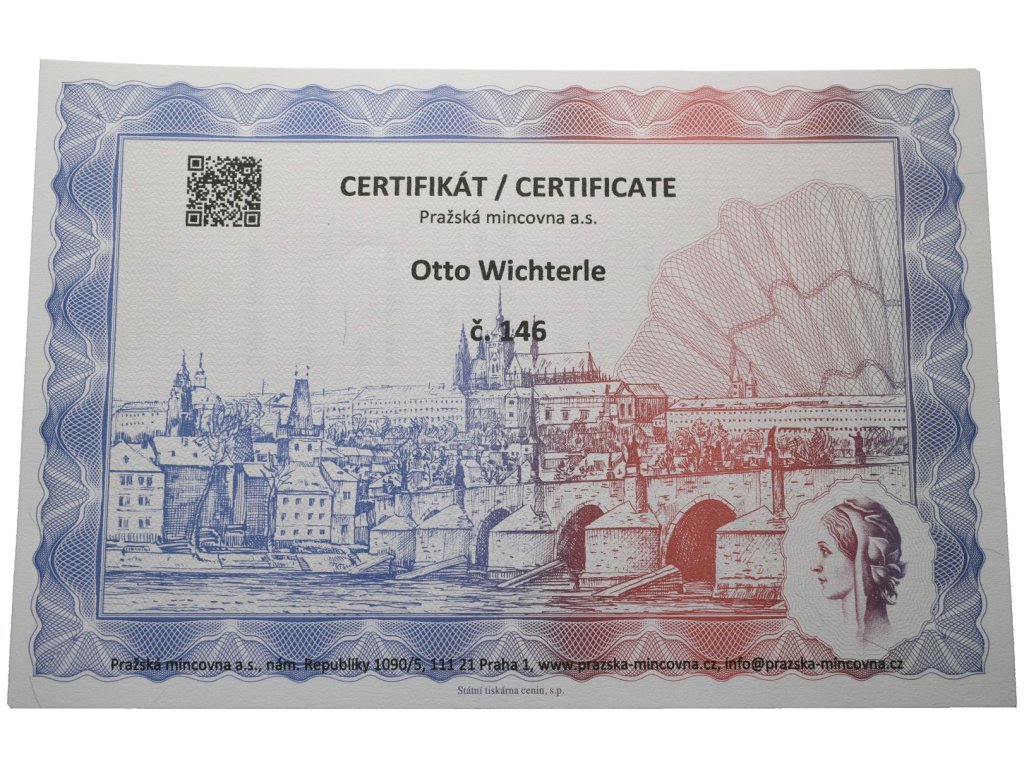 CERTIFIKÁT / CERTIFICATE
Pražská mincovna a.s.
Otto Wichterle
č. 146
Pražská mincovna a.s., nám. Republiky 1090/5, 111 21 Praha 1, www.prazska-mincovna.cz, info@prazska-mincovna.cz
Státní tiskárna cenin, s.p.